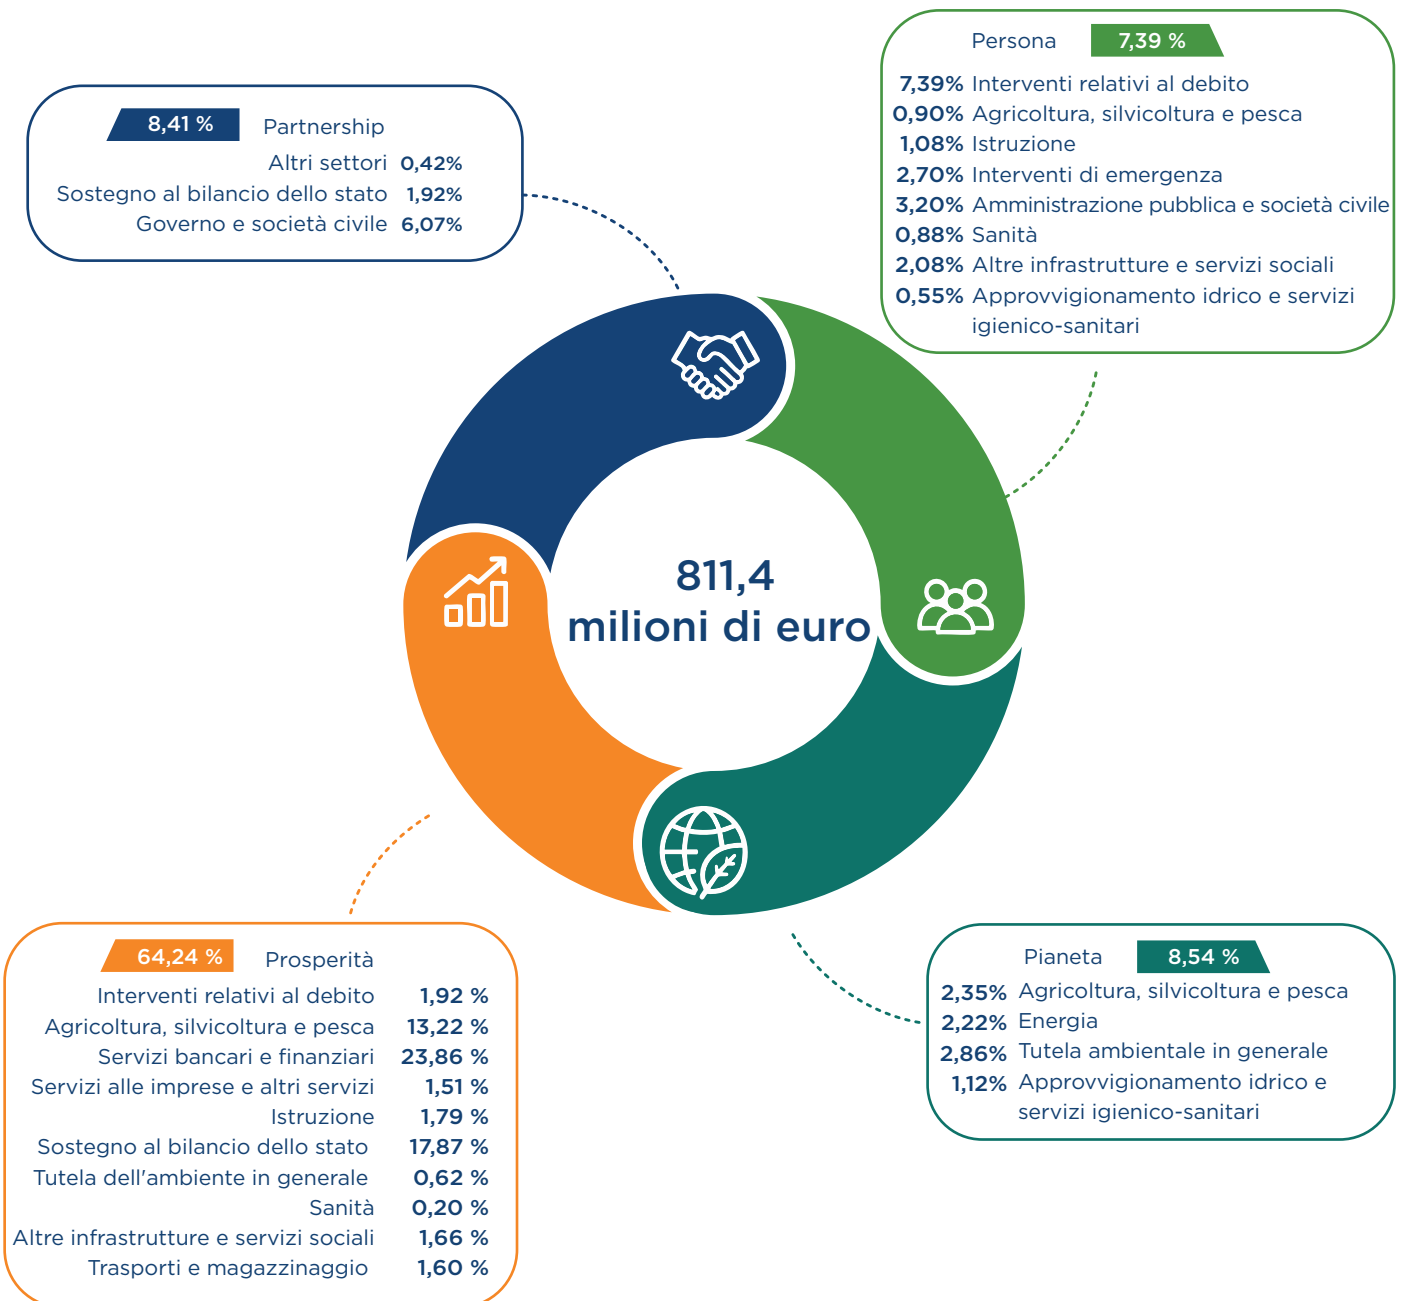 Persona 7,39 %
7,39% Interventi relativi al debito
0,90% Agricoltura, silvicoltura e pesca
1,08% Istruzione
2,70% Interventi di emergenza
3,20% Amministrazione pubblica e società civile
0,88% Sanità
2,08% Altre infrastrutture e servizi sociali
0,55% Approvvigionamento idrico e servizi
igienico-sanitari
8,41 % Partnership
Altri settori 0,42%
Sostegno al bilancio dello stato 1,92%
Governo e società civile 6,07%
811,4
milioni di euro
64,24 % Prosperità
Interventi relativi al debito 1,92 %
Agricoltura, silvicoltura e pesca 13,22 %
Servizi bancari e finanziari 23,86 %
Servizi alle imprese e altri servizi 1,51 %
Istruzione 1,79 %
Sostegno al bilancio dello stato 17,87 %
Tutela dell'ambiente in generale 0,62 %
Sanità 0,20 %
Altre infrastrutture e servizi sociali 1,66 %
Trasporti e magazzinaggio 1,60 %
Pianeta 8,54 %
2,35% Agricoltura, silvicoltura e pesca
2,22% Energia
2,86% Tutela ambientale in generale
1,12% Approvvigionamento idrico e
servizi igienico-sanitari